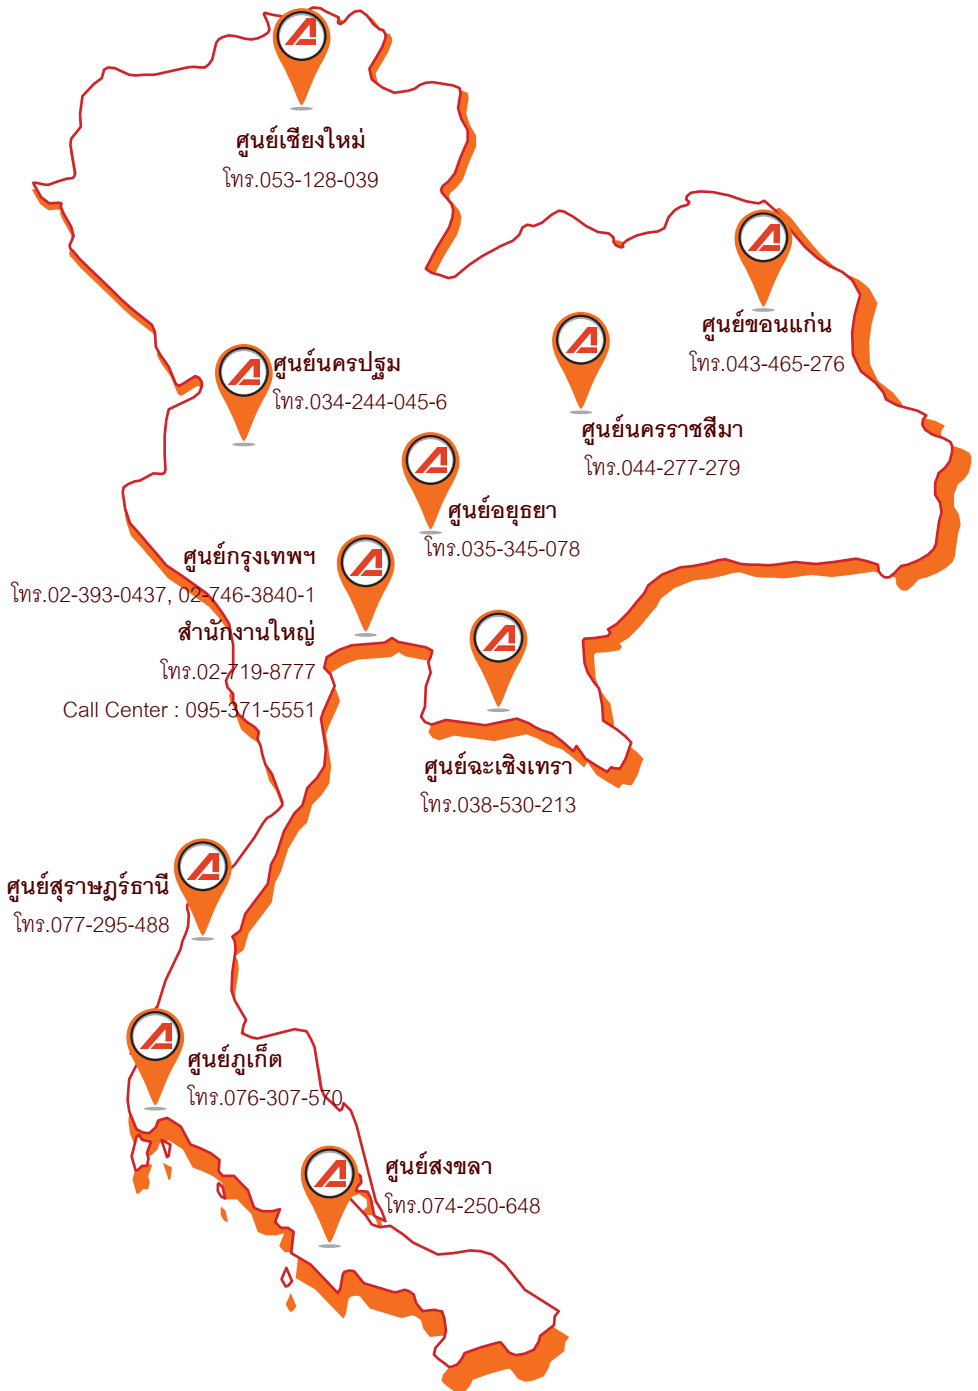 ศูนย์เชียงใหม่
โทร.053-128-039
ศูนย์ขอนแก่น
โทร.043-465-276
ศูนย์นครปฐม
โทร.034-244-045-6
ศูนย์นครราชสีมา
โทร.044-277-279
ศูนย์อยุธยา
โทร.035-345-078
ศูนย์กรุงเทพฯ
โทร.02-393-0437, 02-746-3840-1
สำนักงานใหญ่
โทร.02-719-8777
Call Center : 095-371-5551
ศูนย์ฉะเชิงเทรา
โทร.038-530-213
ศูนย์สุราษฎร์ธานี
โทร.077-295-488
ศูนย์ภูเก็ต
โทร.076-307-570
ศูนย์สงขลา
โทร.074-250-648